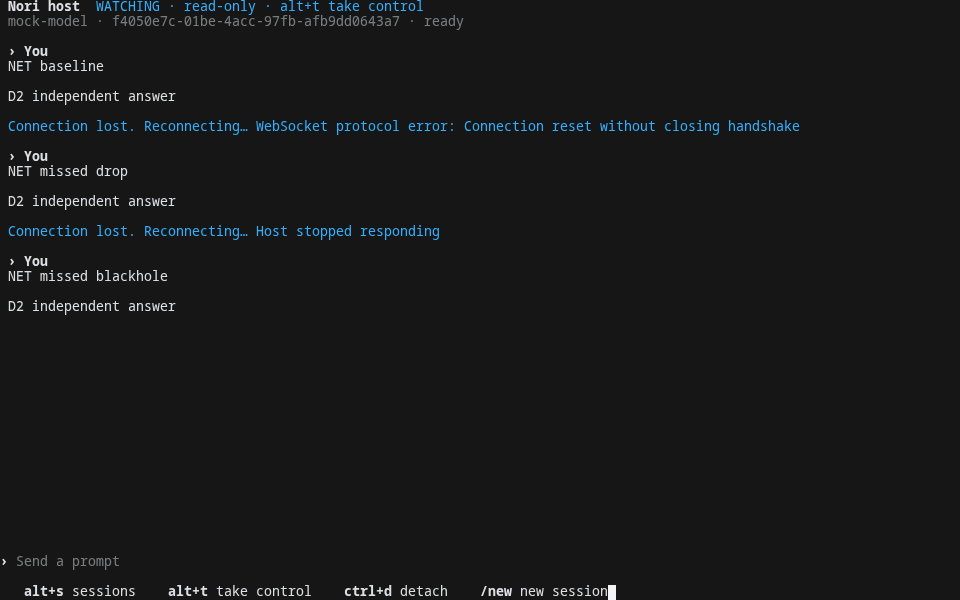 Nori host  WATCHING · read-only · alt+t take control
mock-model · f4050e7c-01be-4acc-97fb-afb9dd0643a7 · ready
› You
NET baseline
D2 independent answer
Connection lost. Reconnecting… WebSocket protocol error: Connection reset without closing handshake
› You
NET missed drop
D2 independent answer
Connection lost. Reconnecting… Host stopped responding
› You
NET missed blackhole
D2 independent answer
› Send a prompt
alt+s sessions    alt+t take control    ctrl+d detach    /new new session